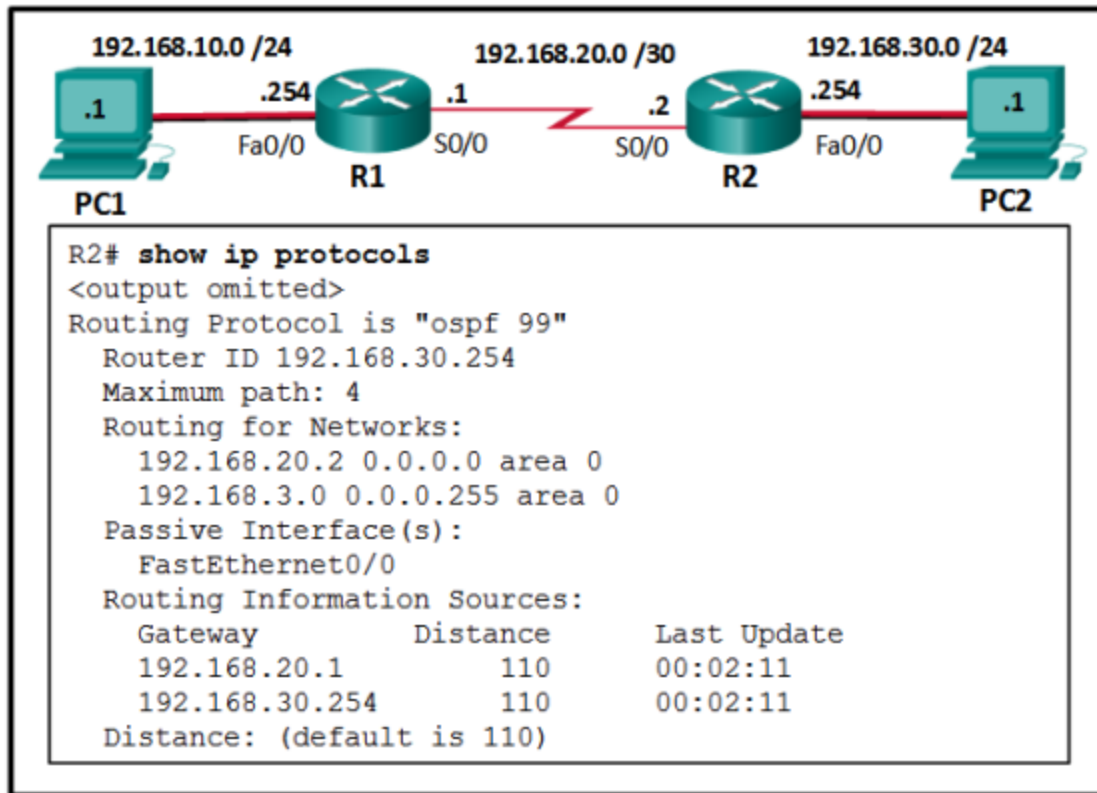 192.168.10.0 /24
192.168.20.0 /30
192.168.30.0 /24
.1
.254
.1
.2
.254
.1
Fa0/0
S0/0
S0/0
Fa0/0
R1
R2
PC1
PC2
R2# show ip protocols
<output omitted>
Routing Protocol is "ospf 99"
Router ID 192.168.30.254
Maximum path: 4
Routing for Networks:
192.168.20.2 0.0.0.0 area 0
192.168.3.0 0.0.0.255 area 0
Passive Interface(s):
FastEthernet0/0
Routing Information Sources:
Gateway Distance Last Update
192.168.20.1 110 00:02:11
192.168.30.254 110 00:02:11
Distance: (default is 110)